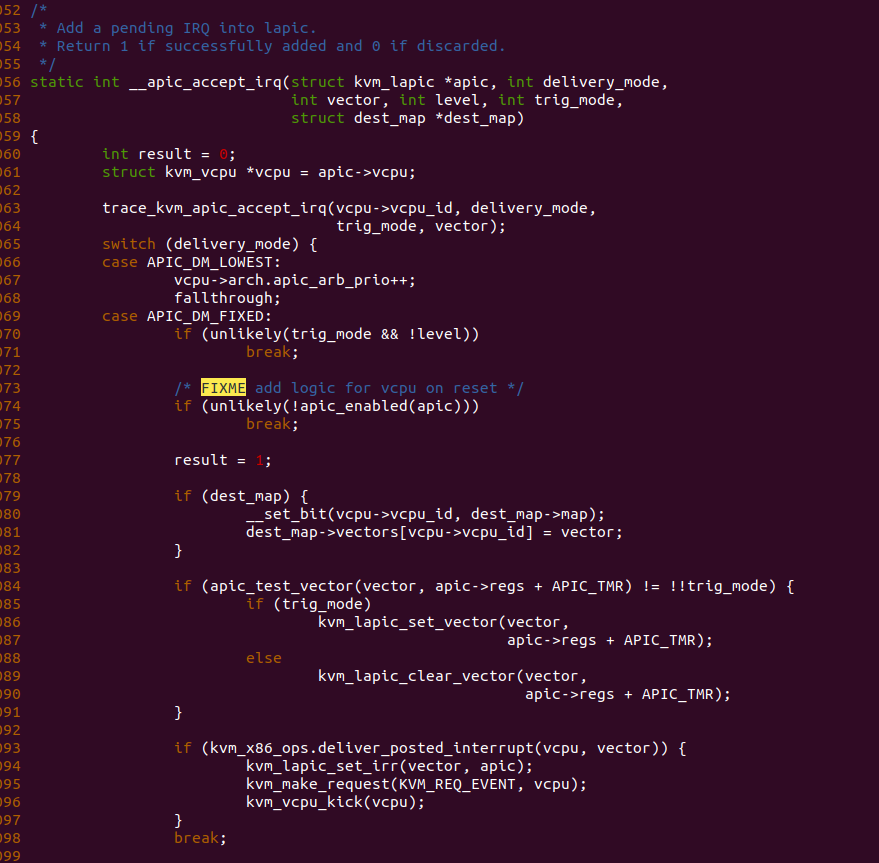 052 /*
053  * Add a pending IRQ into lapic.
054  * Return 1 if successfully added and 0 if discarded.
055  */
056 static int __apic_accept_irq(struct kvm_lapic *apic, int delivery_mode,
057                              int vector, int level, int trig_mode,
058                              struct dest_map *dest_map)
059 {
060         int result = 0;
061         struct kvm_vcpu *vcpu = apic->vcpu;
062
063         trace_kvm_apic_accept_irq(vcpu->vcpu_id, delivery_mode,
064                                   trig_mode, vector);
065         switch (delivery_mode) {
066         case APIC_DM_LOWEST:
067                 vcpu->arch.apic_arb_prio++;
068                 fallthrough;
069         case APIC_DM_FIXED:
070                 if (unlikely(trig_mode && !level))
071                         break;
072
073                 /* FIXME add logic for vcpu on reset */
074                 if (unlikely(!apic_enabled(apic)))
075                         break;
076
077                 result = 1;
078
079                 if (dest_map) {
080                         __set_bit(vcpu->vcpu_id, dest_map->map);
081                         dest_map->vectors[vcpu->vcpu_id] = vector;
082                 }
083
084                 if (apic_test_vector(vector, apic->regs + APIC_TMR) != !!trig_mode) {
085                         if (trig_mode)
086                                 kvm_lapic_set_vector(vector,
087                                                      apic->regs + APIC_TMR);
088                         else
089                                 kvm_lapic_clear_vector(vector,
090                                                        apic->regs + APIC_TMR);
091                 }
092
093                 if (kvm_x86_ops.deliver_posted_interrupt(vcpu, vector)) {
094                         kvm_lapic_set_irr(vector, apic);
095                         kvm_make_request(KVM_REQ_EVENT, vcpu);
096                         kvm_vcpu_kick(vcpu);
097                 }
098                 break;
099